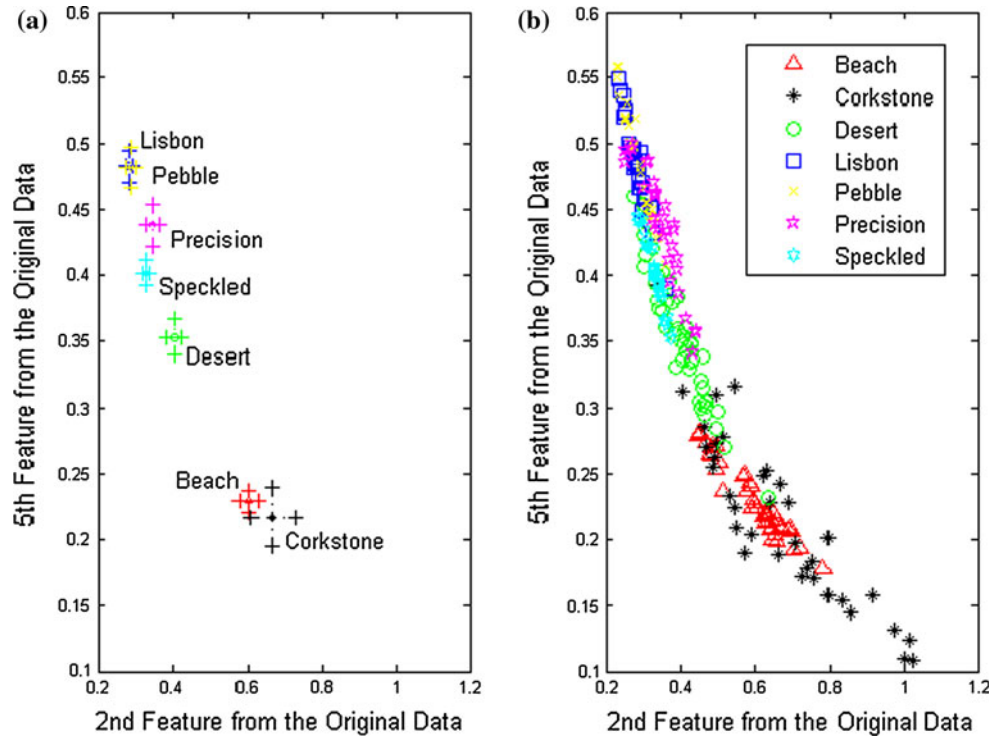 (a)
0.6
0.55
0.5
0.45
0.4
0.35
0.3
0.25
0.2
0.15
0.1
5th Feature from the Original Data
Lisbon
Pebble
Precision
Speckled
Desert
Beach
Corkstone
0.2 0.4 0.6 0.8 1 1.2
2nd Feature from the Original Data
(b)
0.6
0.55
0.5
0.45
0.4
0.35
0.3
0.25
0.2
0.15
0.1
5th Feature from the Original Data
Beach
Corkstone
Desert
Lisbon
Pebble
Precision
Speckled
0.2 0.4 0.6 0.8 1 1.2
2nd Feature from the Original Data